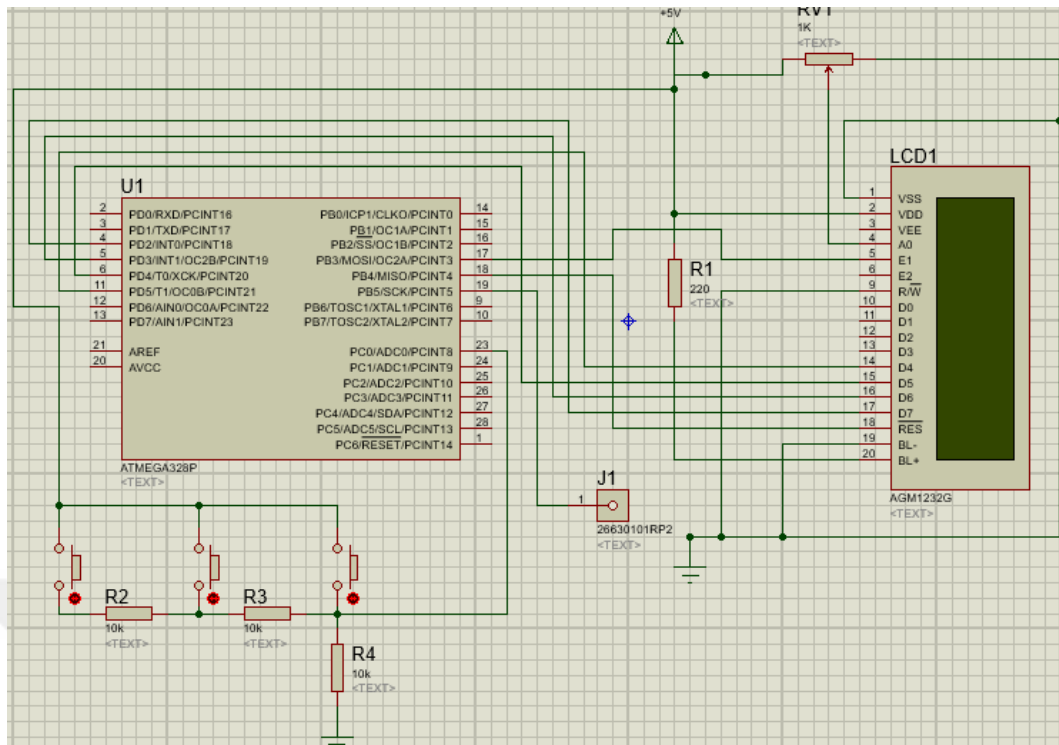 +5V
RV1
1K
<TEXT>
U1
2 PD0/RXD/PCINT16
3 PD1/TXD/PCINT17
4 PD2/INT0/PCINT18
5 PD3/INT1/OC2B/PCINT19
6 PD4/T0/XCK/PCINT20
11 PD5/T1/OC0B/PCINT21
12 PD6/AIN0/OC0A/PCINT22
13 PD7/AIN1/PCINT23
21 AREF
20 AVCC
PB0/ICP1/CLKO/PCINT0 14
PB1/OC1A/PCINT1 15
PB2/SS/OC1B/PCINT2 16
PB3/MOSI/OC2A/PCINT3 17
PB4/MISO/PCINT4 18
PB5/SCK/PCINT5 19
PB6/TOSC1/XTAL1/PCINT6 9
PB7/TOSC2/XTAL2/PCINT7 10
PC0/ADC0/PCINT8 23
PC1/ADC1/PCINT9 24
PC2/ADC2/PCINT10 25
PC3/ADC3/PCINT11 26
PC4/ADC4/SDA/PCINT12 27
PC5/ADC5/SCL/PCINT13 28
PC6/RESET/PCINT14 1
ATMEGA328P
<TEXT>
R1
220
<TEXT>
LCD1
1 VSS
2 VDD
3 VEE
4 A0
5 E1
6 E2
9 R/W
10 D0
11 D1
12 D2
13 D3
14 D4
15 D5
16 D6
17 D7
18 RES
19 BL-
20 BL+
AGM1232G
<TEXT>
J1
1
26630101RP2
<TEXT>
R2
10k
<TEXT>
R3
10k
<TEXT>
R4
10k
<TEXT>